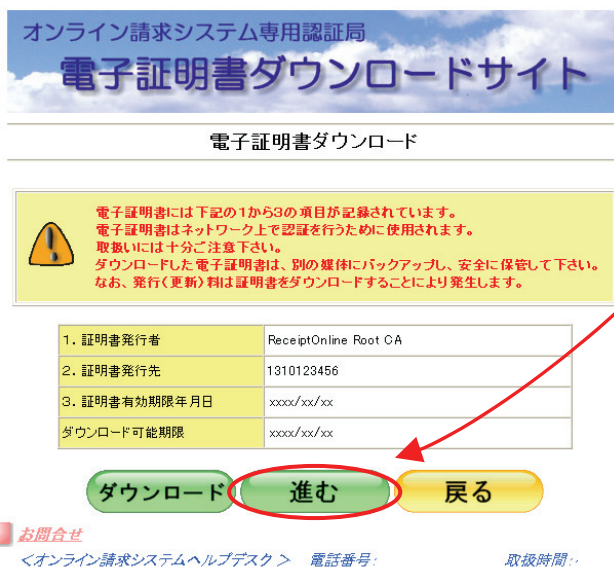 オンライン請求システム専用認証局
電子証明書ダウンロードサイト
電子証明書ダウンロード
電子証明書には下記の1から3の項目が記録されています。
電子証明書はネットワーク上で認証を行うために使用されます。
取扱いには十分ご注意下さい。
ダウンロードした電子証明書は、別の媒体にバックアップし、安全に保管して下さい。
なお、発行(更新)料は証明書をダウンロードすることにより発生します。
1. 証明書発行者 ReceiptOnline Root CA
2. 証明書発行先 1310123456
3. 証明書有効期限年月日 xxxx/xx/xx
ダウンロード可能期限 xxxx/xx/xx
ダウンロード 進む 戻る
お問合せ
<オンライン請求システムヘルプデスク> 電話番号: 取扱時間: